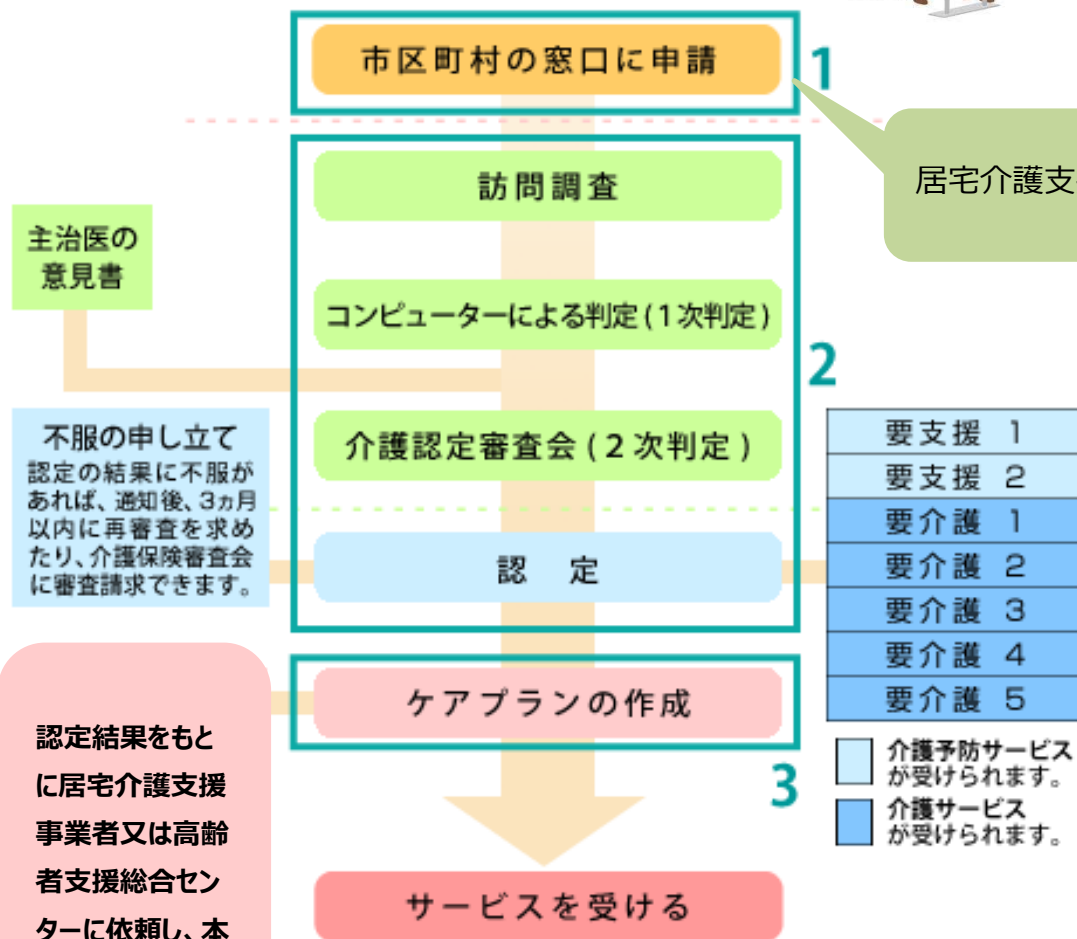 市区町村の窓口に申請
1
居宅介護支
訪問調査
主治医の
意見書
コンピューターによる判定(1次判定)
2
介護認定審査会(2次判定)
不服の申し立て
認定の結果に不服が
あれば、通知後、3ヵ月
以内に再審査を求め
たり、介護保険審査会
に審査請求できます。
認 定
要支援 1
要支援 2
要介護 1
要介護 2
要介護 3
要介護 4
要介護 5
介護予防サービス
が受けられます。
介護サービス
が受けられます。
ケアプランの作成
3
認定結果をもと
に居宅介護支援
事業者又は高齢
者支援総合セン
ターに依頼し、本
サービスを受ける